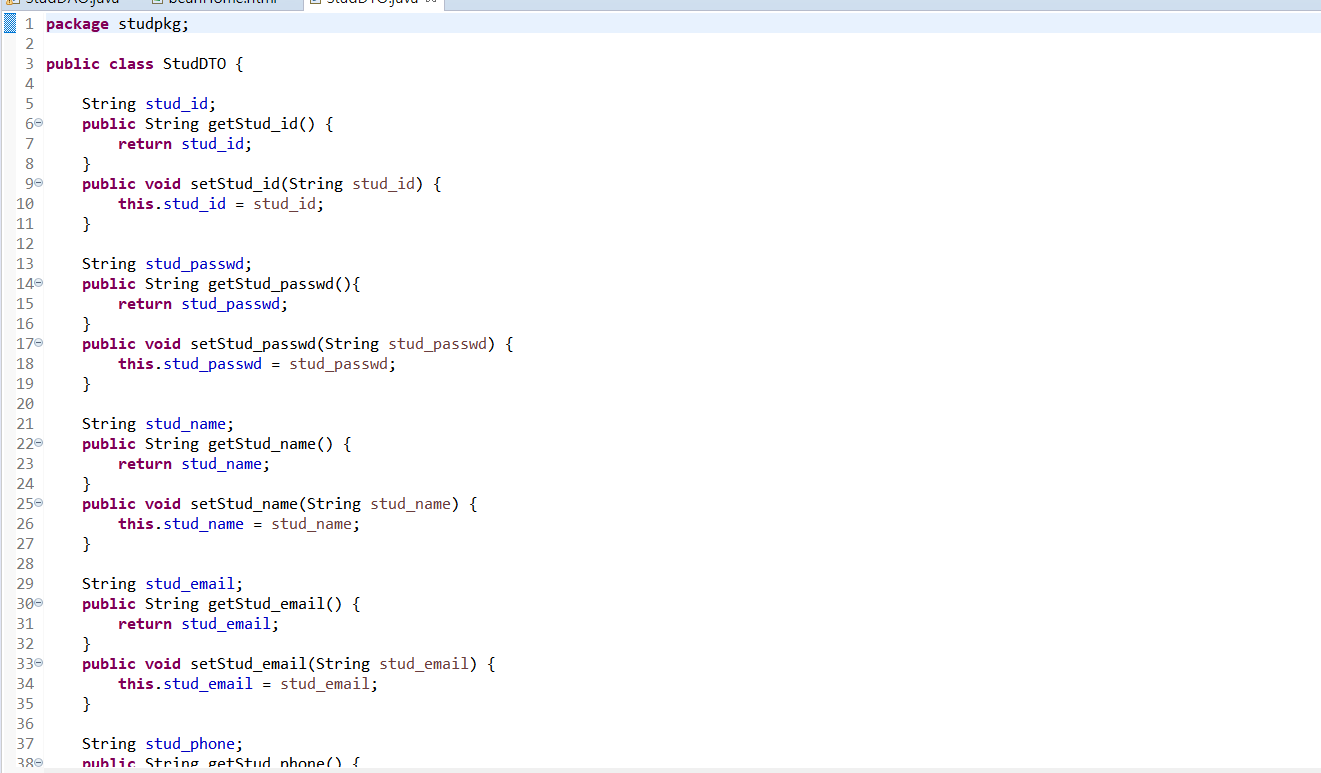 StudDAO.java beanHome.html StudDTO.java
1 package studpkg;
2
3 public class StudDTO {
4
5     String stud_id;
6     public String getStud_id() {
7         return stud_id;
8     }
9     public void setStud_id(String stud_id) {
10         this.stud_id = stud_id;
11     }
12
13     String stud_passwd;
14     public String getStud_passwd(){
15         return stud_passwd;
16     }
17     public void setStud_passwd(String stud_passwd) {
18         this.stud_passwd = stud_passwd;
19     }
20
21     String stud_name;
22     public String getStud_name() {
23         return stud_name;
24     }
25     public void setStud_name(String stud_name) {
26         this.stud_name = stud_name;
27     }
28
29     String stud_email;
30     public String getStud_email() {
31         return stud_email;
32     }
33     public void setStud_email(String stud_email) {
34         this.stud_email = stud_email;
35     }
36
37     String stud_phone;
38     public String getStud_phone() {